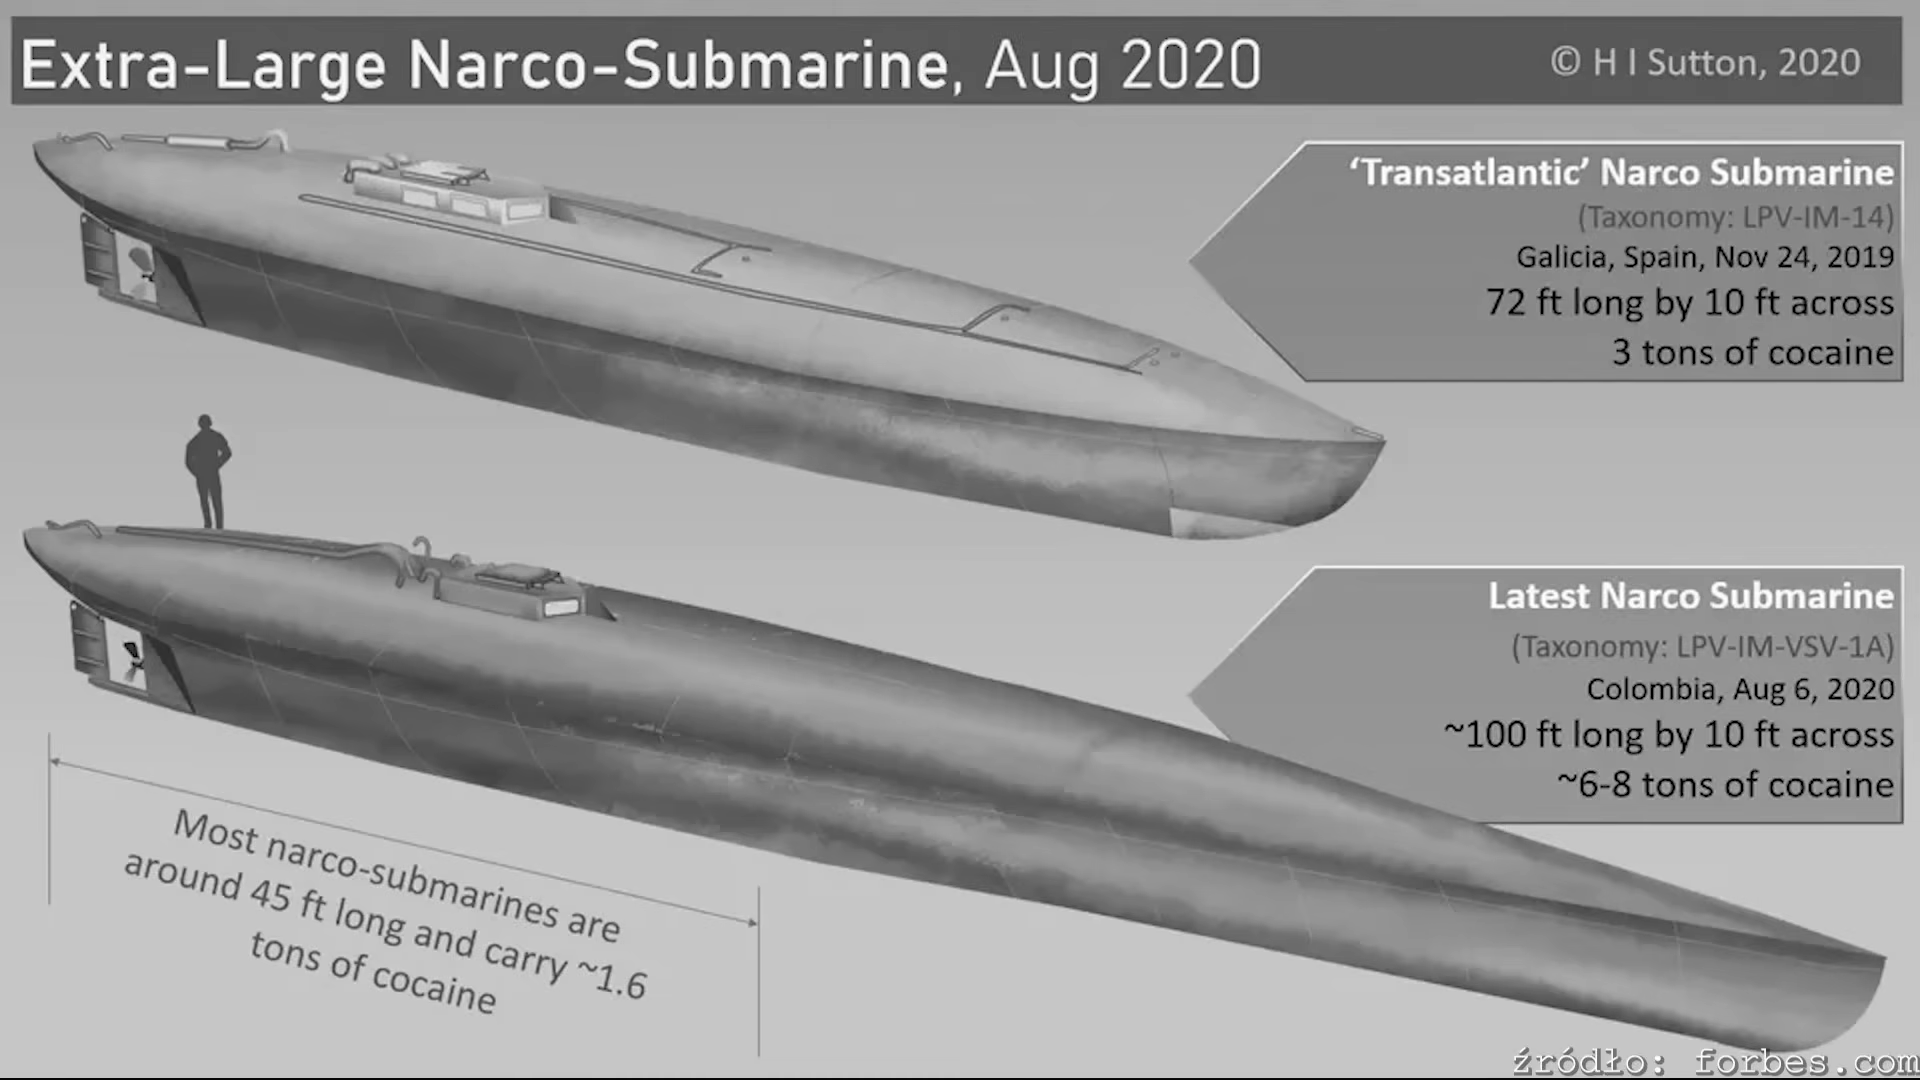 Extra-Large Narco-Submarine, Aug 2020
© H I Sutton, 2020
‘Transatlantic’ Narco Submarine
(Taxonomy: LPV-IM-14)
Galicia, Spain, Nov 24, 2019
72 ft long by 10 ft across
3 tons of cocaine
Latest Narco Submarine
(Taxonomy: LPV-IM-VSV-1A)
Colombia, Aug 6, 2020
~100 ft long by 10 ft across
~6-8 tons of cocaine
Most narco-submarines are
around 45 ft long and carry ~1.6
tons of cocaine
źródło: forbes.com